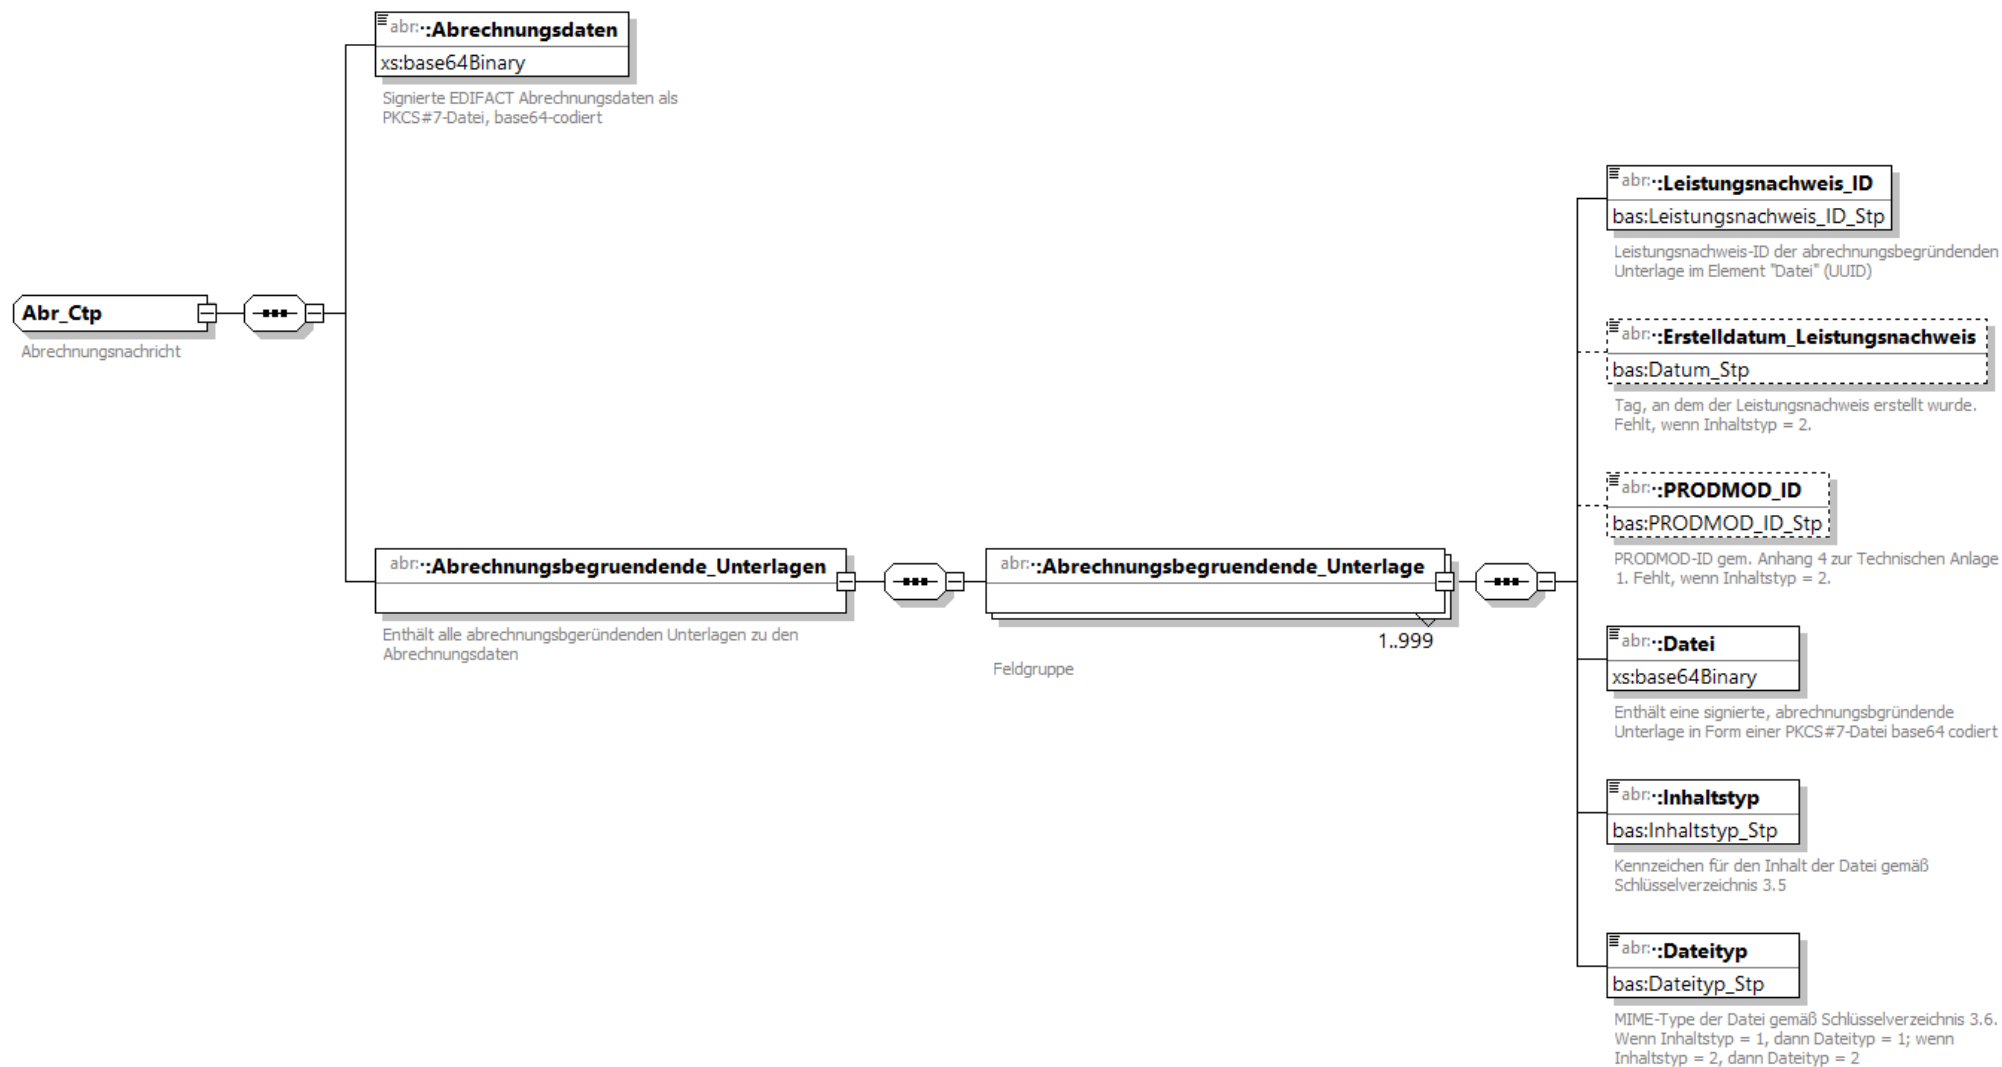 abr:··:Abrechnungsdaten
xs:base64Binary
Signierte EDIFACT Abrechnungsdaten als
PKCS#7-Datei, base64-codiert
Abr_Ctp
Abrechnungsnachricht
abr:··:Abrechnungsbegruendende_Unterlagen
Enthält alle abrechnungsbgeründenden Unterlagen zu den
Abrechnungsdaten
abr:··:Abrechnungsbegruendende_Unterlage
1..999
Feldgruppe
abr:··:Leistungsnachweis_ID
bas:Leistungsnachweis_ID_Stp
Leistungsnachweis-ID der abrechnungsbegründenden
Unterlage im Element "Datei" (UUID)
abr:··:Erstelldatum_Leistungsnachweis
bas:Datum_Stp
Tag, an dem der Leistungsnachweis erstellt wurde.
Fehlt, wenn Inhaltstyp = 2.
abr:··:PRODMOD_ID
bas:PRODMOD_ID_Stp
PRODMOD-ID gem. Anhang 4 zur Technischen Anlage
1. Fehlt, wenn Inhaltstyp = 2.
abr:··:Datei
xs:base64Binary
Enthält eine signierte, abrechnungsbgründende
Unterlage in Form einer PKCS#7-Datei base64 codiert
abr:··:Inhaltstyp
bas:Inhaltstyp_Stp
Kennzeichen für den Inhalt der Datei gemäß
Schlüsselverzeichnis 3.5
abr:··:Dateityp
bas:Dateityp_Stp
MIME-Type der Datei gemäß Schlüsselverzeichnis 3.6.
Wenn Inhaltstyp = 1, dann Dateityp = 1; wenn
Inhaltstyp = 2, dann Dateityp = 2